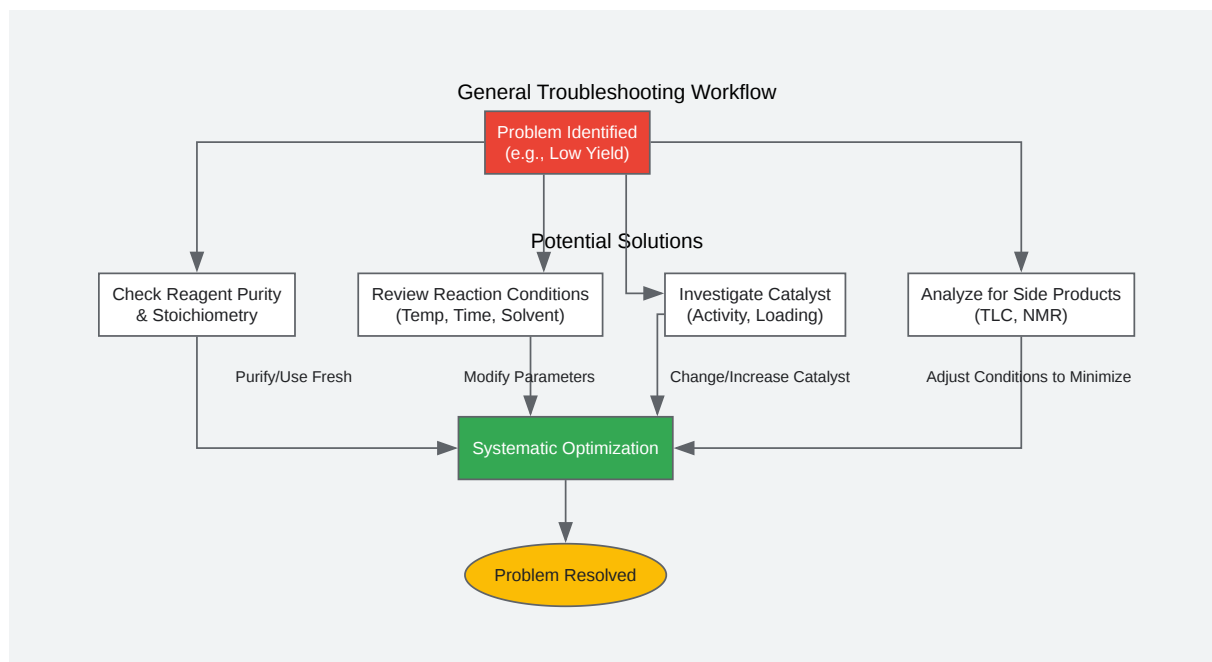 General Troubleshooting Workflow
Problem Identified
(e.g., Low Yield)
Potential Solutions
Check Reagent Purity
& Stoichiometry
Review Reaction Conditions
(Temp, Time, Solvent)
Investigate Catalyst
(Activity, Loading)
Analyze for Side Products
(TLC, NMR)
Purify/Use Fresh
Modify Parameters
Change/Increase Catalyst
Adjust Conditions to Minimize
Systematic Optimization
Problem Resolved